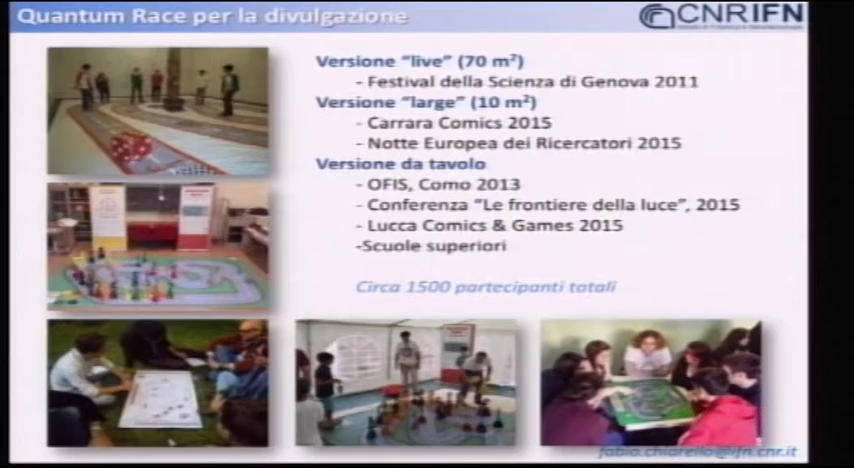 Quantum Race per la divulgazione
CNRIFN
Versione "live" (70 m²)
- Festival della Scienza di Genova 2011
Versione "large" (10 m²)
- Carrara Comics 2015
- Notte Europea dei Ricercatori 2015
Versione da tavolo
- OFIS, Como 2013
- Conferenza "Le frontiere della luce", 2015
- Lucca Comics & Games 2015
-Scuole superiori
Circa 1500 partecipanti totali
fabio.chiarello@ifn.cnr.it